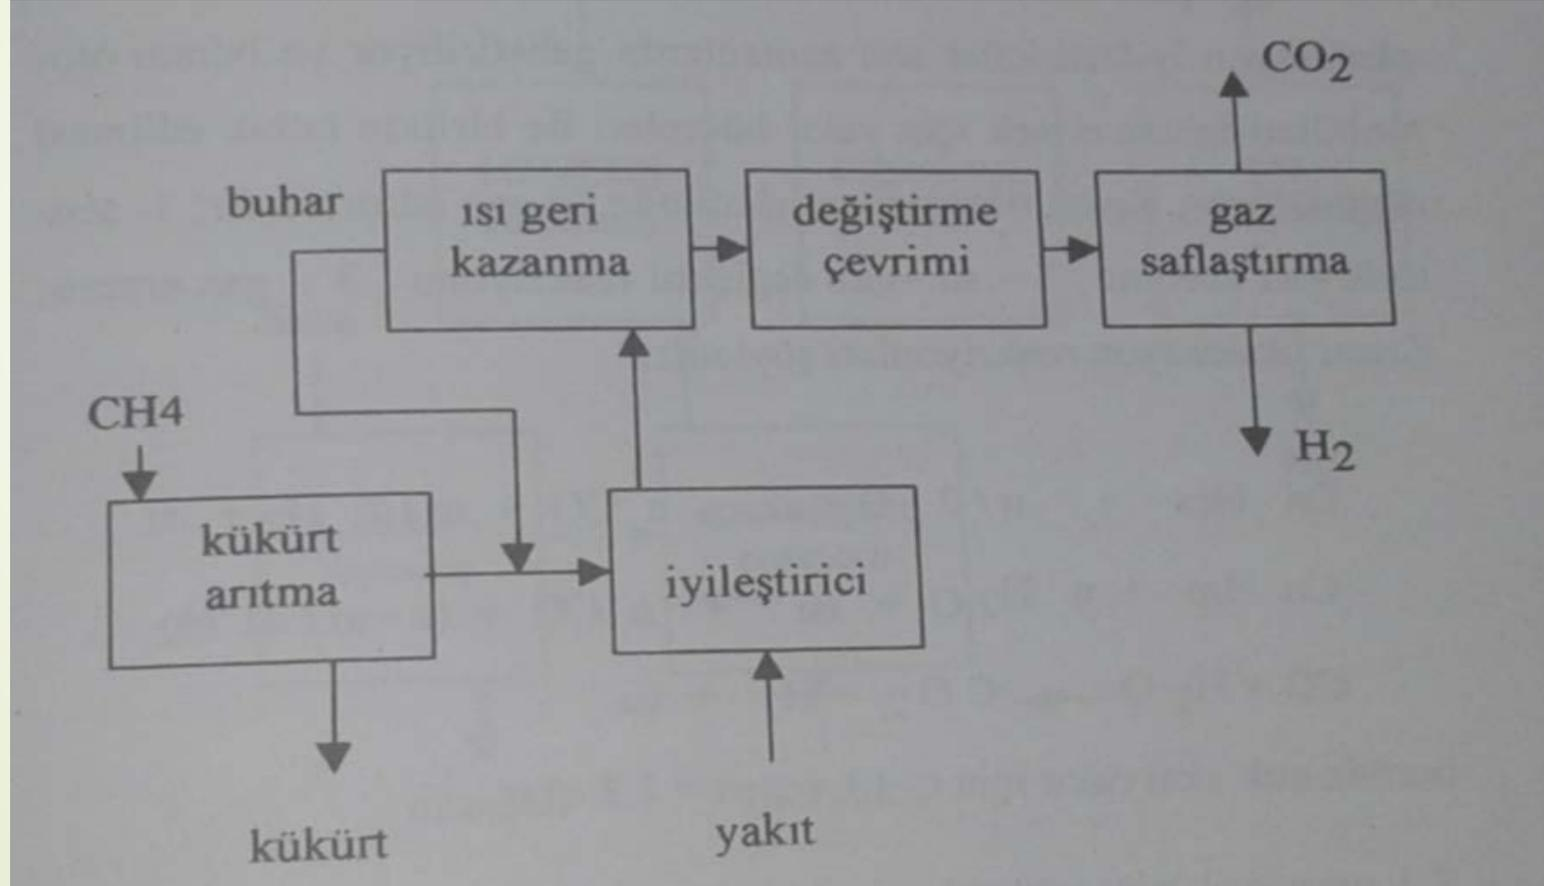 CO2
buhar
ısı geri
kazanma
değiştirme
çevrimi
gaz
saflaştırma
CH4
H2
kükürt
arıtma
iyileştirici
kükürt
yakıt